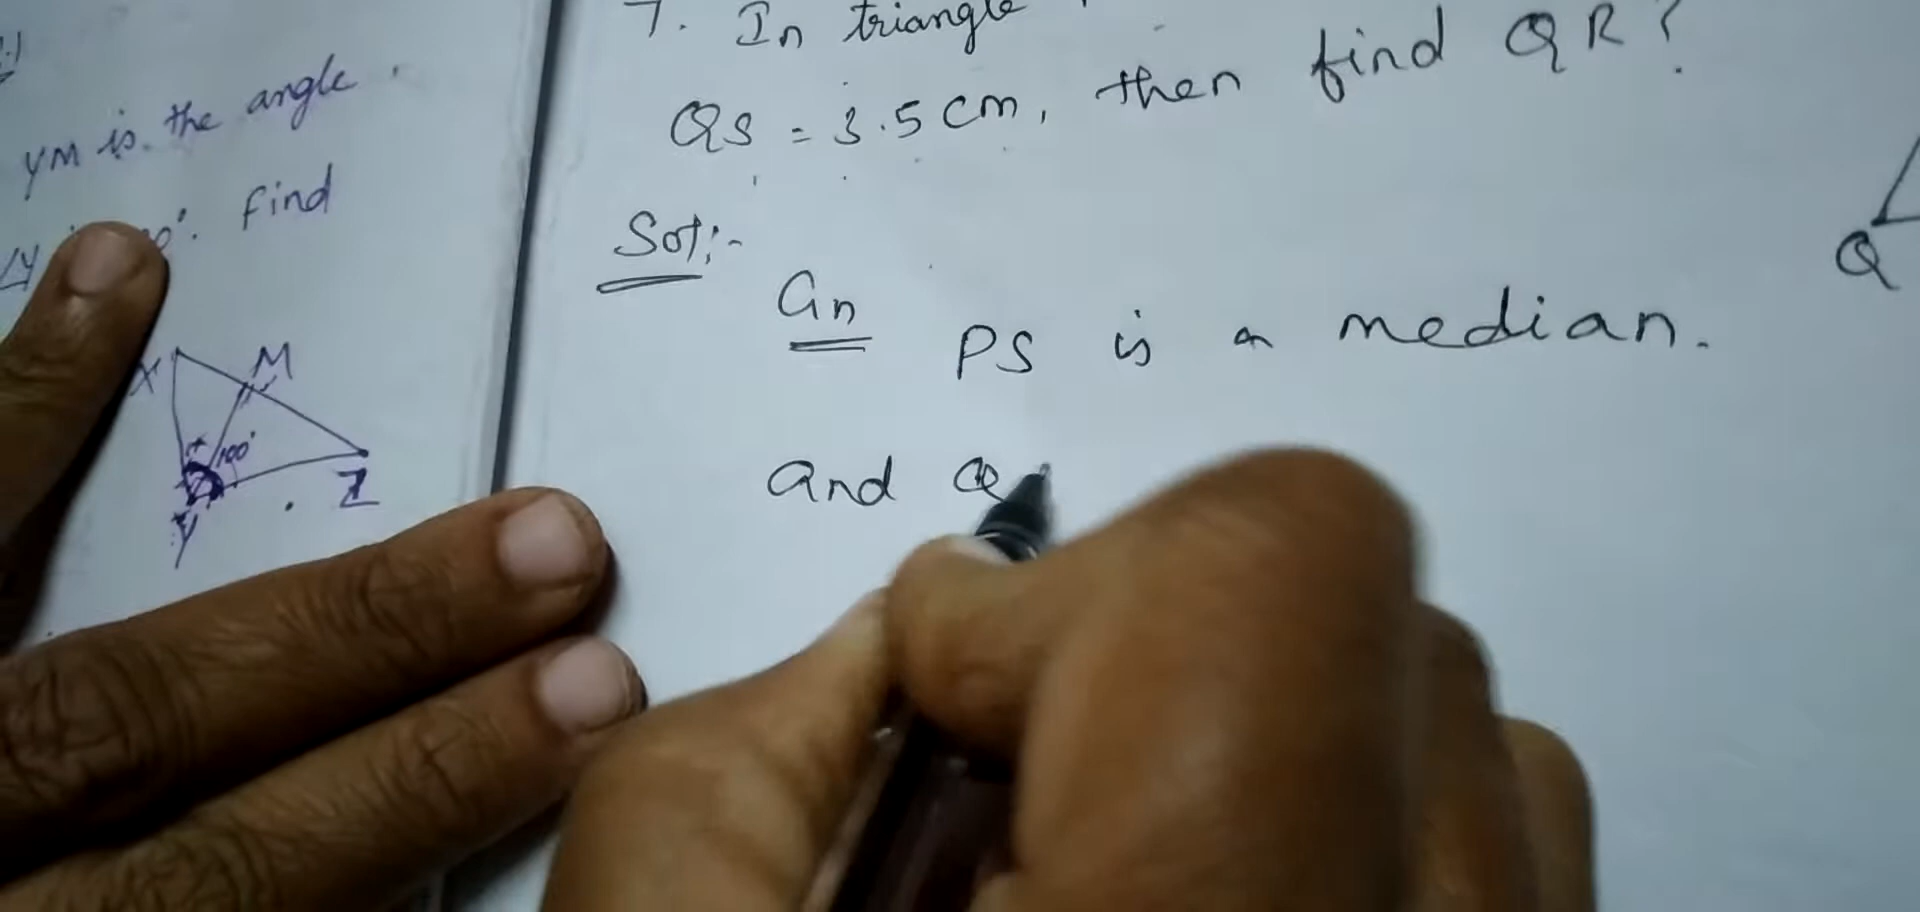 YM is the angle
find
X
M
100°
Z
Y
7. In triangle
QS = 3.5 cm, then find QR?
Sol:-
Gn PS is a median.
and Q
Q